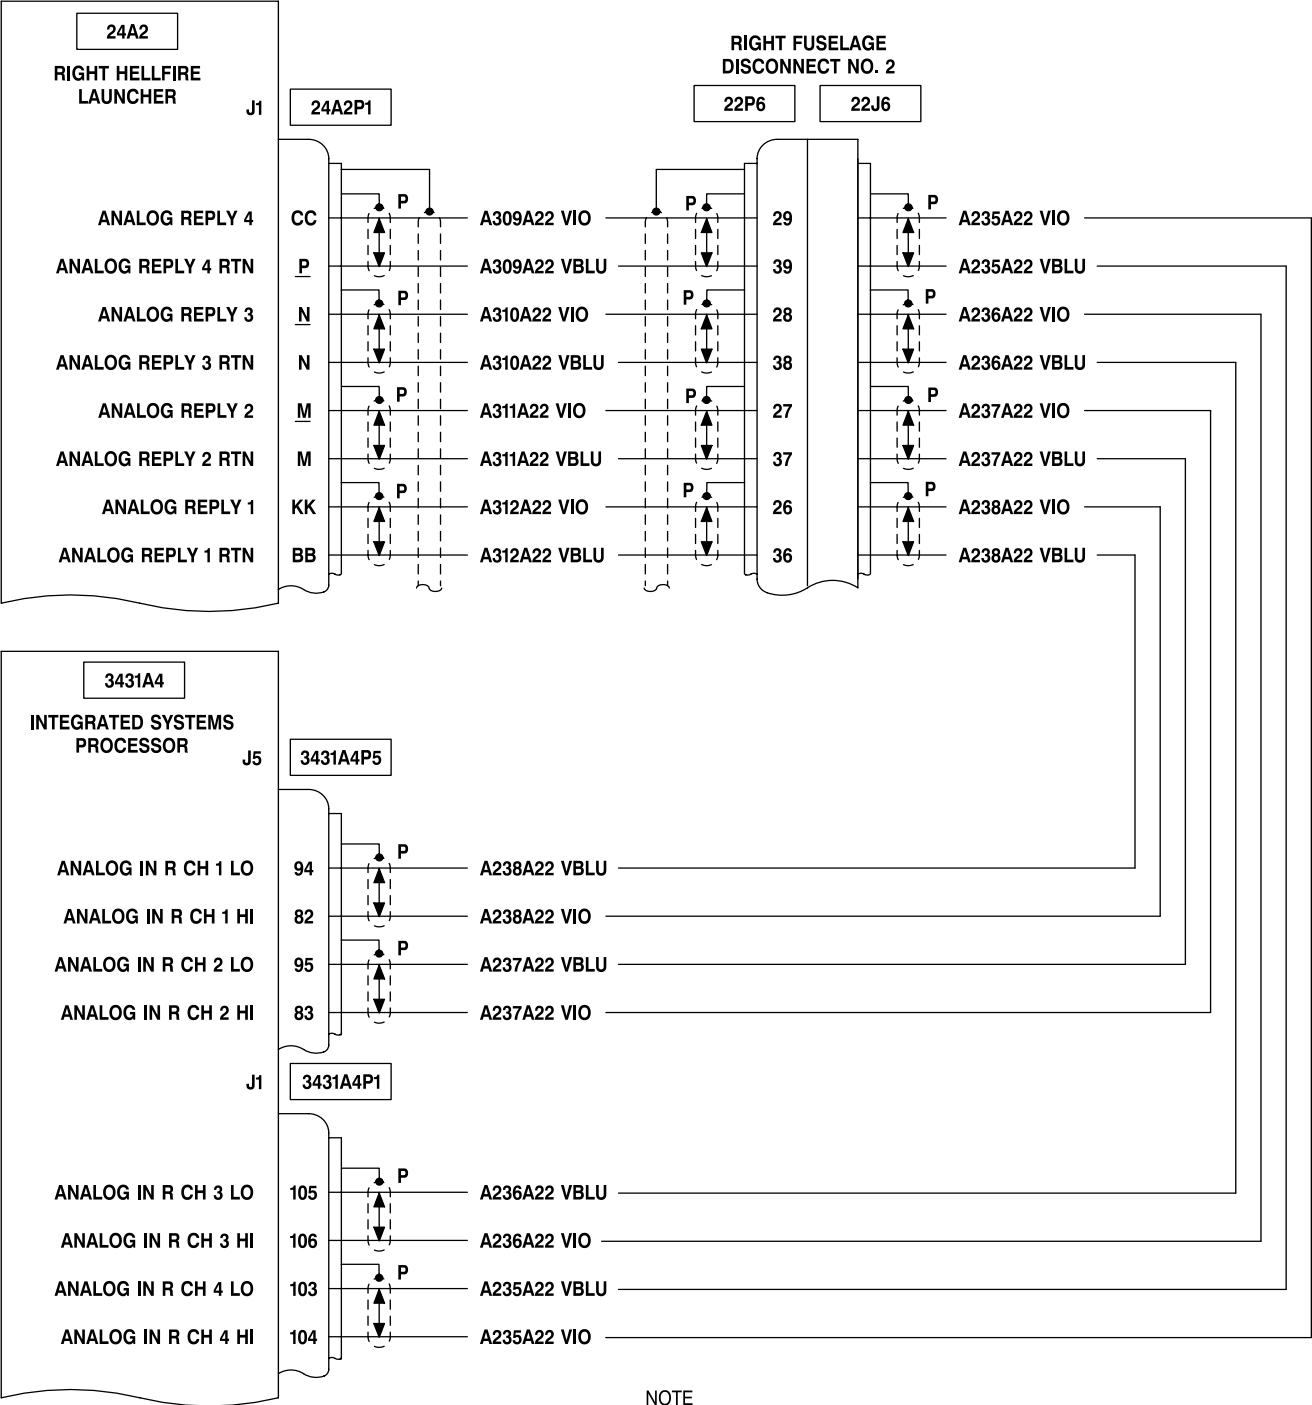 24A2
RIGHT HELLFIRE
LAUNCHER
J1
24A2P1
RIGHT FUSELAGE
DISCONNECT NO. 2
22P6
22J6
ANALOG REPLY 4 CC P A309A22 VIO P 29 P A235A22 VIO
ANALOG REPLY 4 RTN P A309A22 VBLU 39 A235A22 VBLU
ANALOG REPLY 3 N P A310A22 VIO P 28 P A236A22 VIO
ANALOG REPLY 3 RTN N A310A22 VBLU 38 A236A22 VBLU
ANALOG REPLY 2 M P A311A22 VIO P 27 P A237A22 VIO
ANALOG REPLY 2 RTN M A311A22 VBLU 37 A237A22 VBLU
ANALOG REPLY 1 KK P A312A22 VIO P 26 P A238A22 VIO
ANALOG REPLY 1 RTN BB A312A22 VBLU 36 A238A22 VBLU
3431A4
INTEGRATED SYSTEMS
PROCESSOR
J5
3431A4P5
ANALOG IN R CH 1 LO 94 P A238A22 VBLU
ANALOG IN R CH 1 HI 82 A238A22 VIO
ANALOG IN R CH 2 LO 95 P A237A22 VBLU
ANALOG IN R CH 2 HI 83 A237A22 VIO
J1
3431A4P1
ANALOG IN R CH 3 LO 105 P A236A22 VBLU
ANALOG IN R CH 3 HI 106 A236A22 VIO
ANALOG IN R CH 4 LO 103 P A235A22 VBLU
ANALOG IN R CH 4 HI 104 A235A22 VIO
NOTE